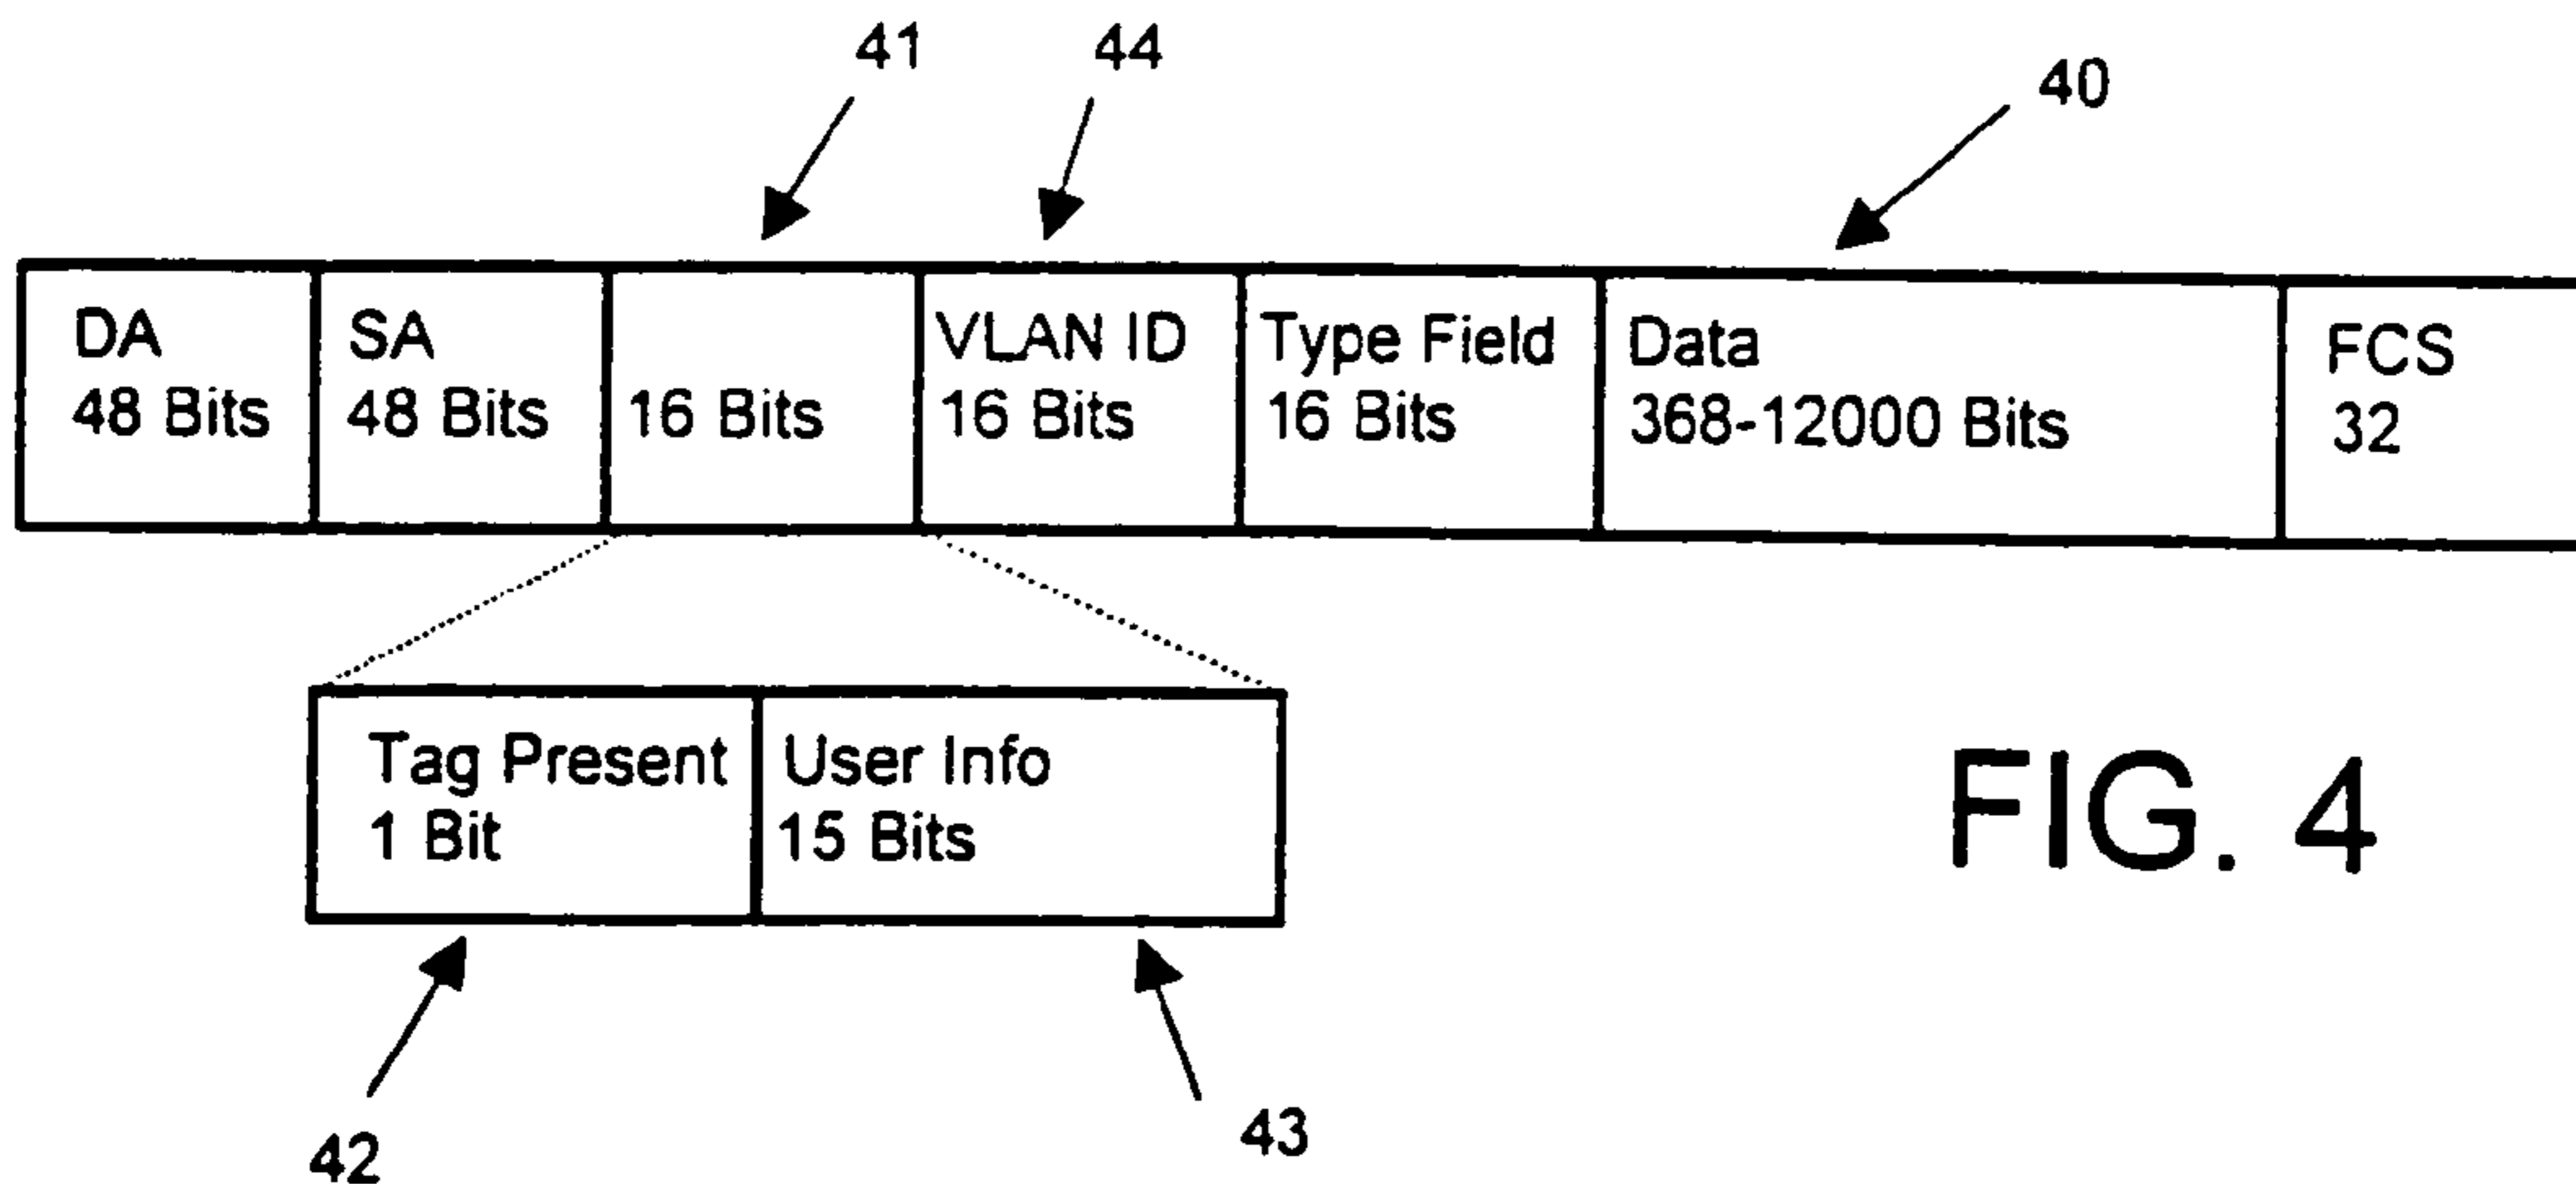 41
44
40
DA
48 Bits
SA
48 Bits
16 Bits
VLAN ID
16 Bits
Type Field
16 Bits
Data
368-12000 Bits
FCS
32
Tag Present
1 Bit
User Info
15 Bits
42
43
FIG. 4